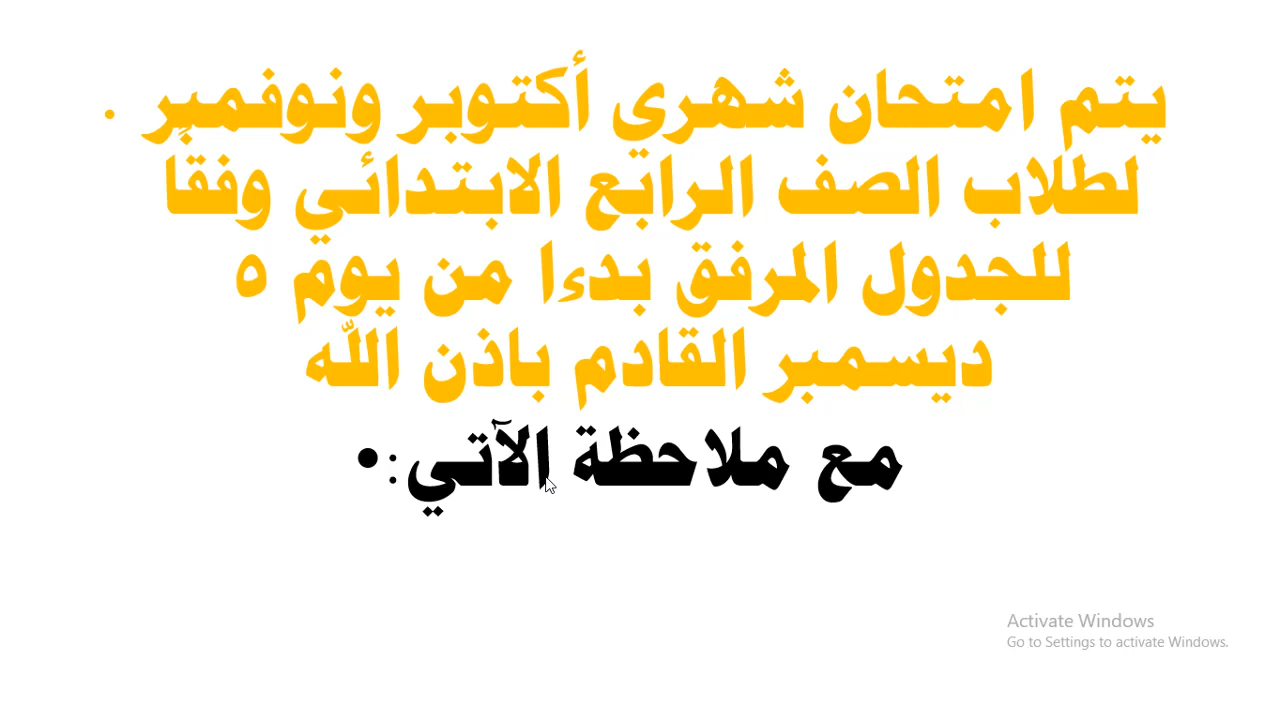 يتم امتحان شهري أكتوبر ونوفمبر •
لطلاب الصف الرابع الابتدائي وفقاً
للجدول المرفق بدءا من يوم ٥
ديسمبر القادم باذن الله
مع ملاحظة الآتي:•
Activate Windows
Go to Settings to activate Windows.